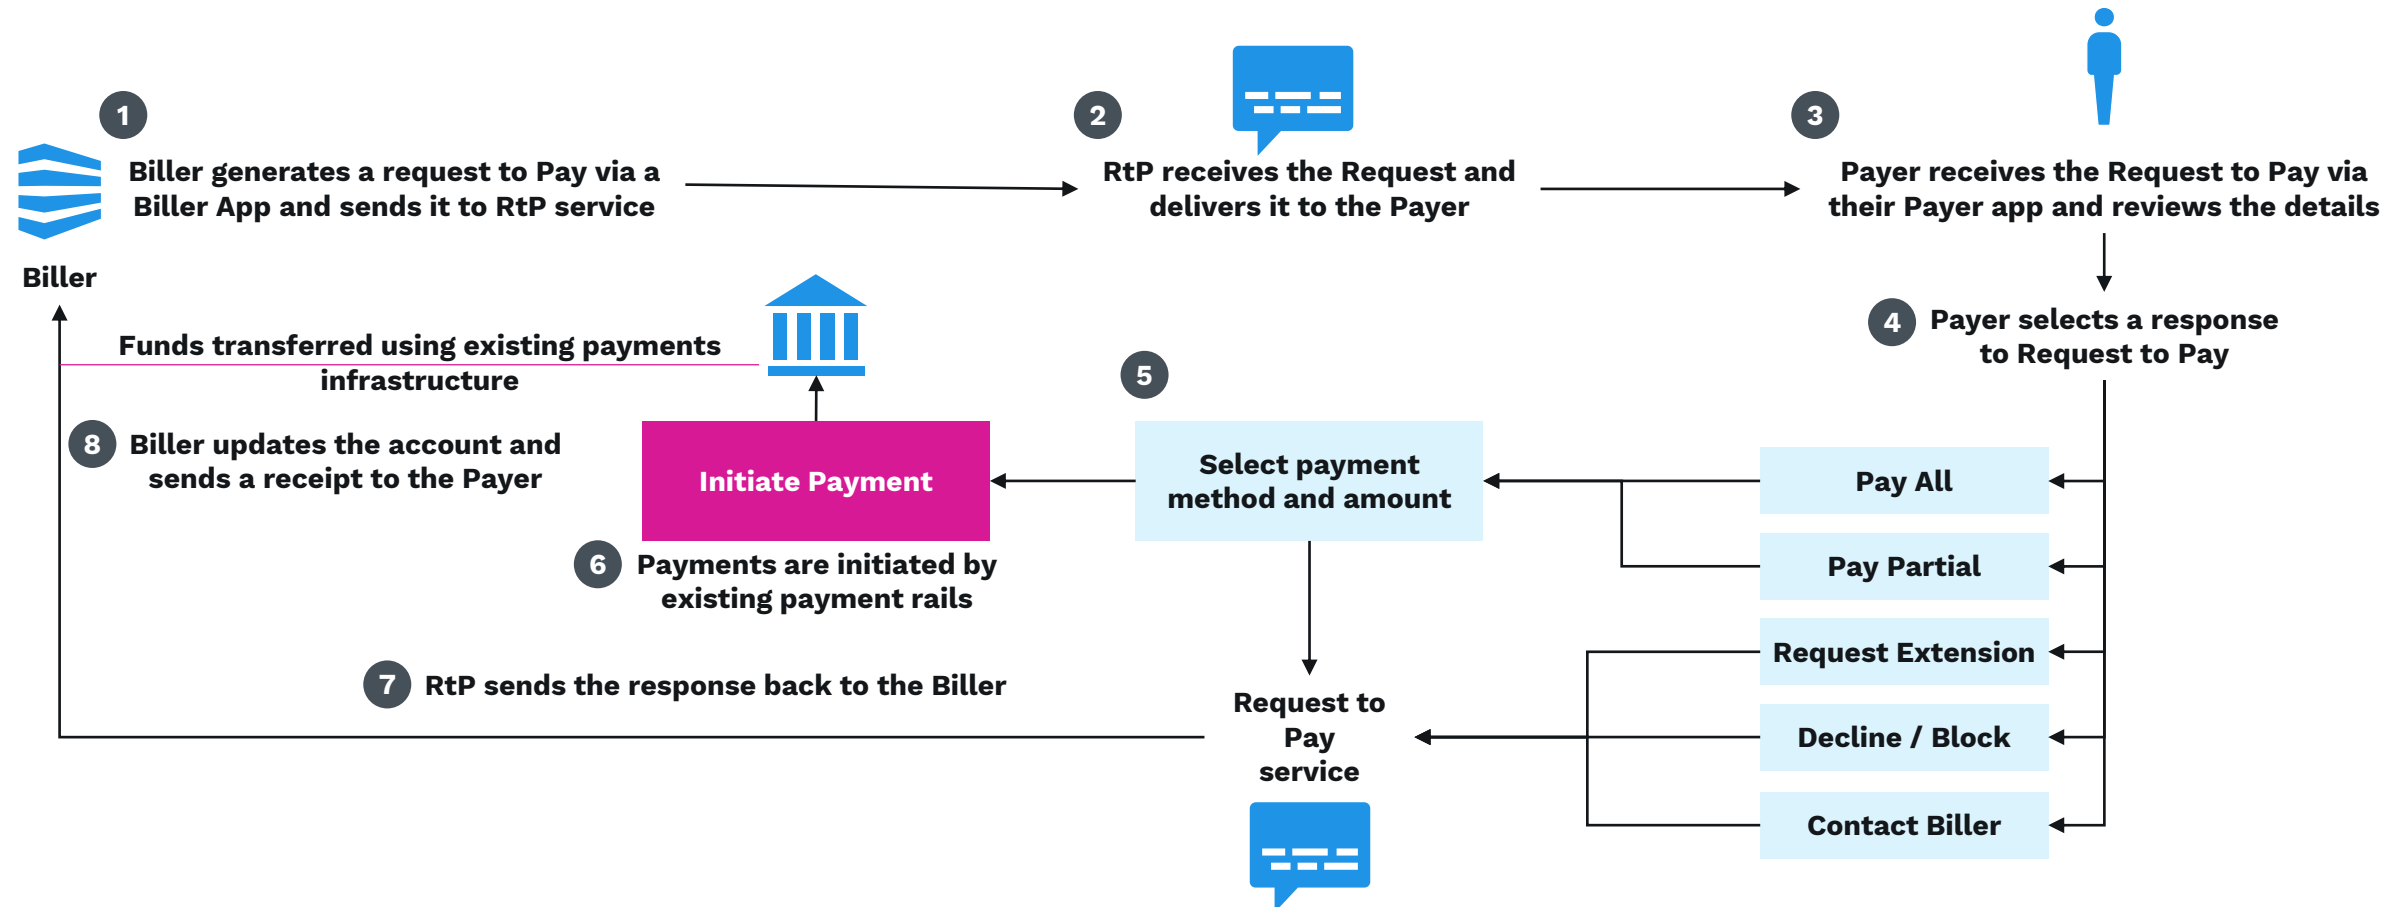 1
Biller generates a request to Pay via a
Biller App and sends it to RtP service
Biller
2
RtP receives the Request and
delivers it to the Payer
3
Payer receives the Request to Pay via
their Payer app and reviews the details
4
Payer selects a response
to Request to Pay
Pay All
Pay Partial
Request Extension
Decline / Block
Contact Biller
5
Select payment
method and amount
Initiate Payment
6
Payments are initiated by
existing payment rails
Funds transferred using existing payments
infrastructure
Request to
Pay
service
7
RtP sends the response back to the Biller
8
Biller updates the account and
sends a receipt to the Payer